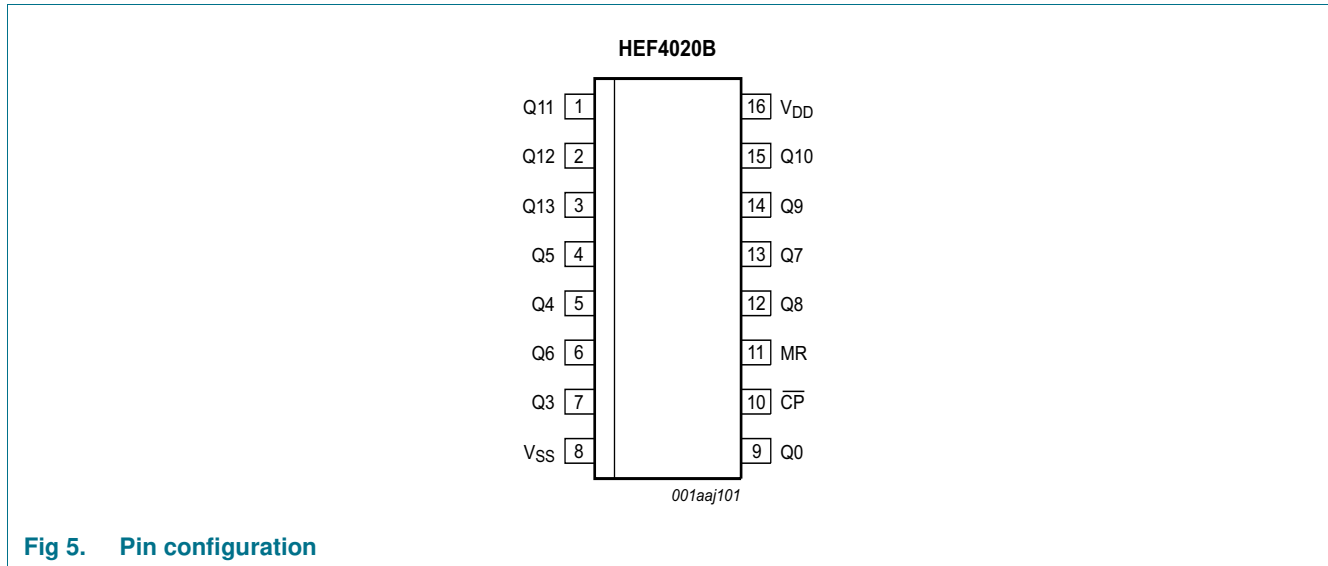 HEF4020B
Q11 1 16 VDD
Q12 2 15 Q10
Q13 3 14 Q9
Q5 4 13 Q7
Q4 5 12 Q8
Q6 6 11 MR
Q3 7 10 C̅P̅
VSS 8 9 Q0
001aaj101
Fig 5. Pin configuration